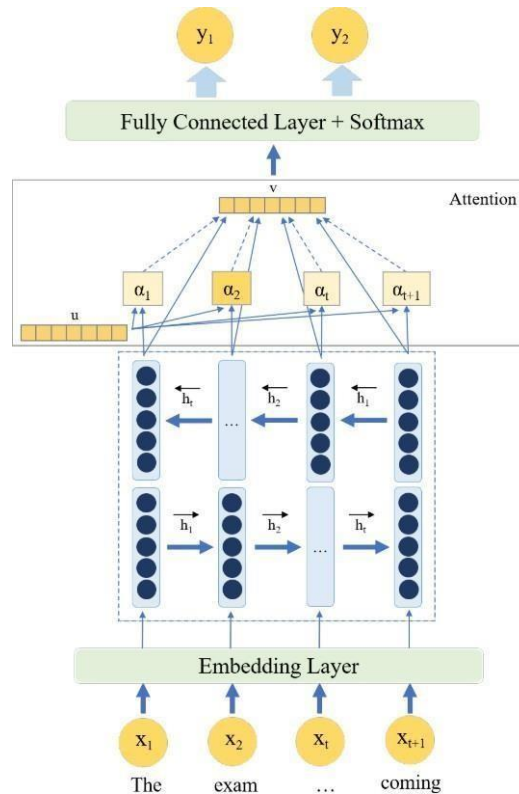 y₁ y₂
Fully Connected Layer + Softmax
v
Attention
α₁ α₂ αₜ αₜ₊₁
u
hₜ h₂ h₁
...
h₁ h₂ hₜ
...
Embedding Layer
x₁ x₂ xₜ xₜ₊₁
The exam ... coming